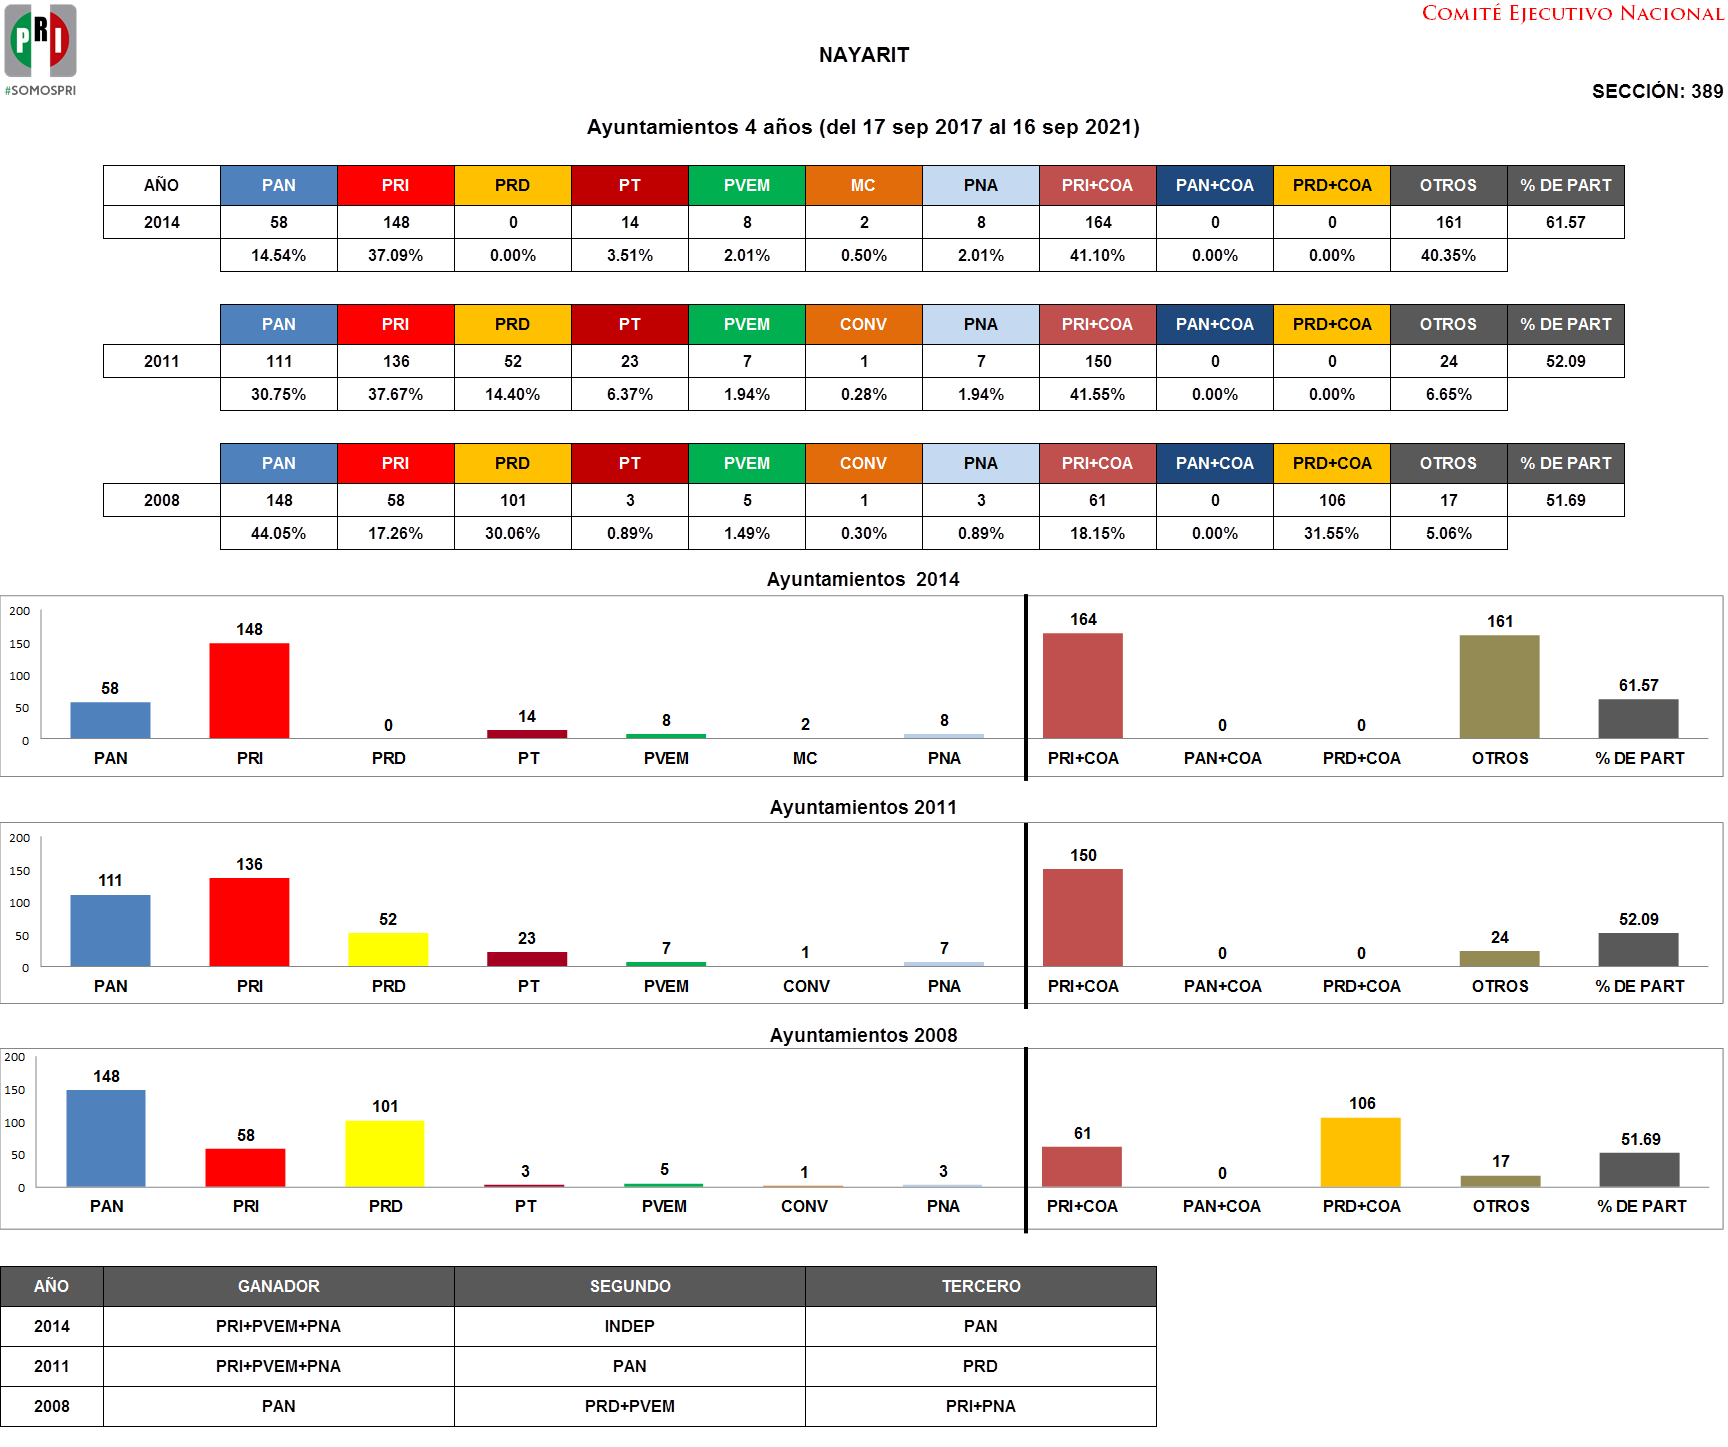 COMITÉ EJECUTIVO NACIONAL
PRI
#SOMOSPRI
NAYARIT
SECCIÓN: 389
Ayuntamientos 4 años (del 17 sep 2017 al 16 sep 2021)
AÑO PAN PRI PRD PT PVEM MC PNA PRI+COA PAN+COA PRD+COA OTROS % DE PART
2014 58 148 0 14 8 2 8 164 0 0 161 61.57
14.54% 37.09% 0.00% 3.51% 2.01% 0.50% 2.01% 41.10% 0.00% 0.00% 40.35%
PAN PRI PRD PT PVEM CONV PNA PRI+COA PAN+COA PRD+COA OTROS % DE PART
2011 111 136 52 23 7 1 7 150 0 0 24 52.09
30.75% 37.67% 14.40% 6.37% 1.94% 0.28% 1.94% 41.55% 0.00% 0.00% 6.65%
PAN PRI PRD PT PVEM CONV PNA PRI+COA PAN+COA PRD+COA OTROS % DE PART
2008 148 58 101 3 5 1 3 61 0 106 17 51.69
44.05% 17.26% 30.06% 0.89% 1.49% 0.30% 0.89% 18.15% 0.00% 31.55% 5.06%
Ayuntamientos 2014
200
150
100
50
0
58 148 0 14 8 2 8 164 0 0 161 61.57
PAN PRI PRD PT PVEM MC PNA PRI+COA PAN+COA PRD+COA OTROS % DE PART
Ayuntamientos 2011
200
150
100
50
0
111 136 52 23 7 1 7 150 0 0 24 52.09
PAN PRI PRD PT PVEM CONV PNA PRI+COA PAN+COA PRD+COA OTROS % DE PART
Ayuntamientos 2008
200
150
100
50
0
148 58 101 3 5 1 3 61 0 106 17 51.69
PAN PRI PRD PT PVEM CONV PNA PRI+COA PAN+COA PRD+COA OTROS % DE PART
AÑO GANADOR SEGUNDO TERCERO
2014 PRI+PVEM+PNA INDEP PAN
2011 PRI+PVEM+PNA PAN PRD
2008 PAN PRD+PVEM PRI+PNA